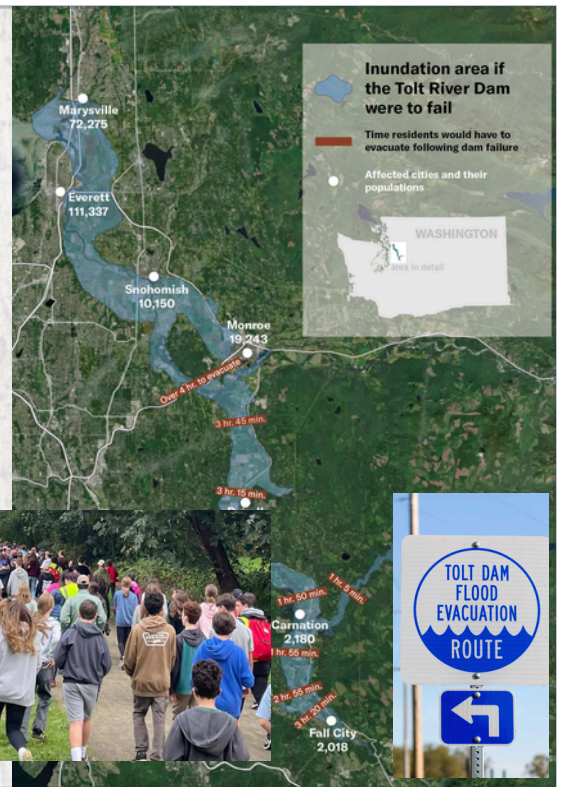 Inundation area if
the Tolt River Dam
were to fail
Time residents would have to
evacuate following dam failure
Affected cities and their
populations
WASHINGTON
area in detail
Marysville
72,275
Everett
111,337
Snohomish
10,150
Monroe
19,243
Over 4 hr. to evacuate
3 hr. 45 min.
3 hr. 15 min.
1 hr. 5 min.
1 hr. 50 min.
Carnation
2,180
1 hr. 55 min.
2 hr. 55 min.
3 hr. 20 min.
Fall City
2,018
TOLT DAM
FLOOD
EVACUATION
ROUTE